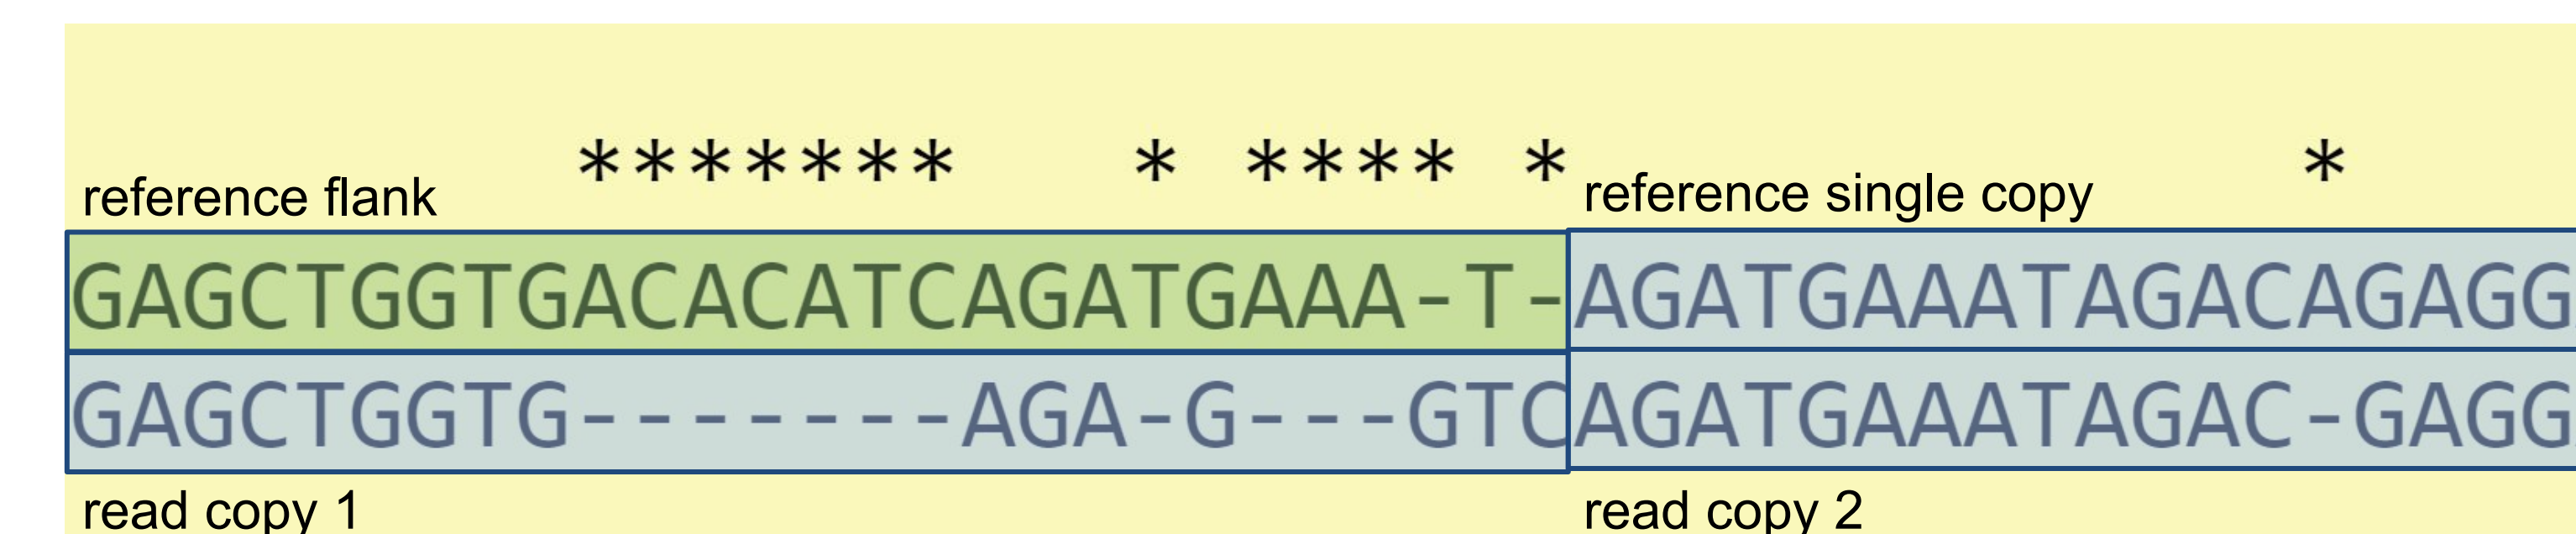 ******* * **** * *
reference flank reference single copy
GAGCTGGTGACACATCAGATGAAA-T-AGATGAAATAGACAGAGG
GAGCTGGTG-------AGA-G---GTCAGATGAAATAGAC-GAGG
read copy 1 read copy 2